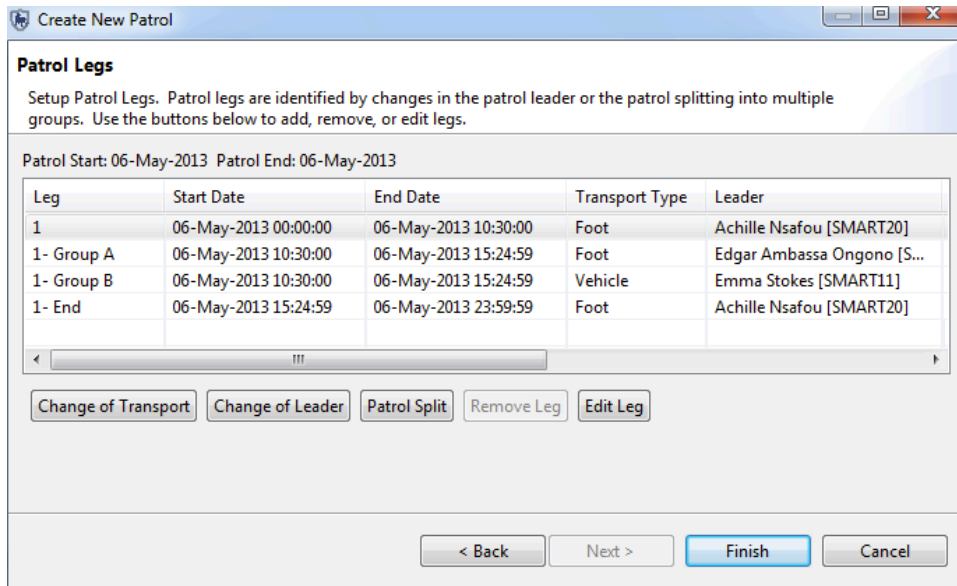 Create New Patrol
Patrol Legs
Setup Patrol Legs. Patrol legs are identified by changes in the patrol leader or the patrol splitting into multiple
groups. Use the buttons below to add, remove, or edit legs.
Patrol Start: 06-May-2013 Patrol End: 06-May-2013
Leg Start Date End Date Transport Type Leader
1 06-May-2013 00:00:00 06-May-2013 10:30:00 Foot Achille Nsafou [SMART20]
1- Group A 06-May-2013 10:30:00 06-May-2013 15:24:59 Foot Edgar Ambassa Ongono [S...
1- Group B 06-May-2013 10:30:00 06-May-2013 15:24:59 Vehicle Emma Stokes [SMART11]
1- End 06-May-2013 15:24:59 06-May-2013 23:59:59 Foot Achille Nsafou [SMART20]
Change of Transport Change of Leader Patrol Split Remove Leg Edit Leg
< Back Next > Finish Cancel